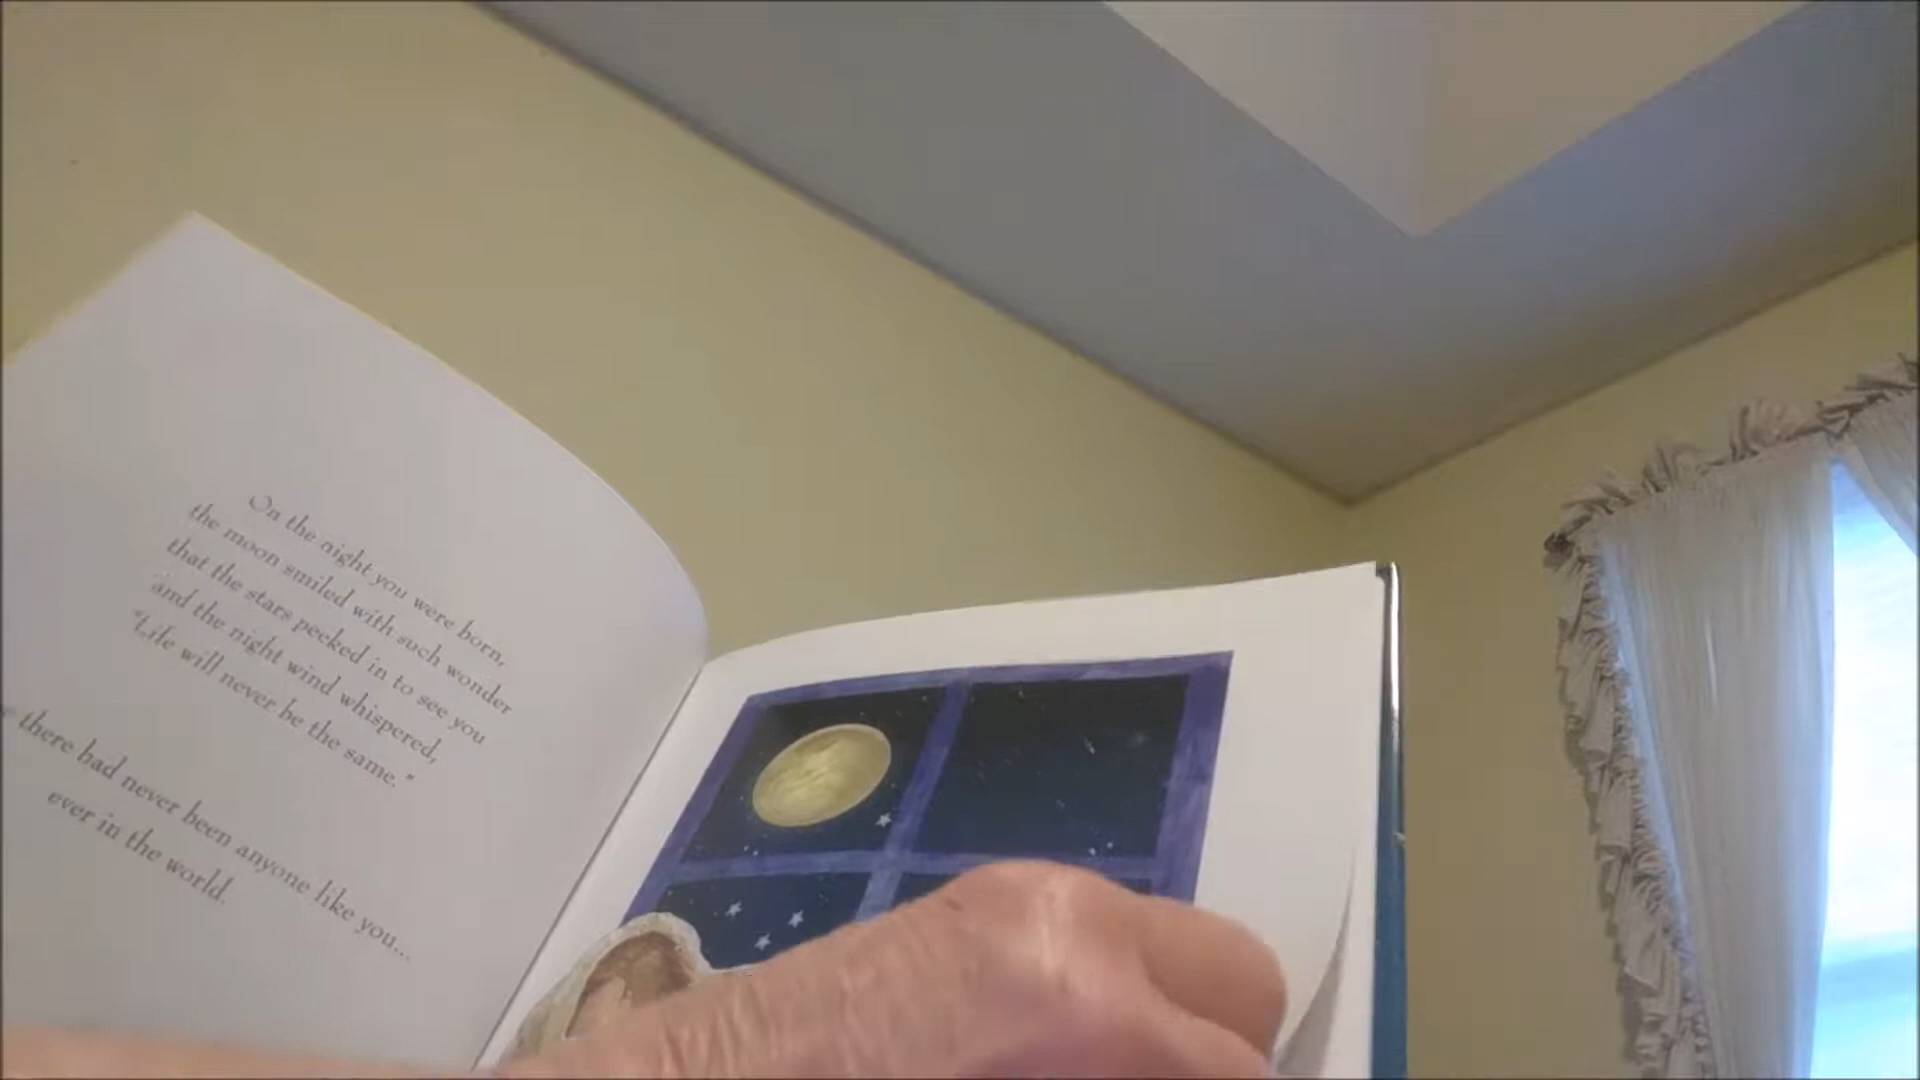 On the night you were born,
the moon smiled with such wonder
that the stars peeked in to see you
and the night wind whispered,
"Life will never be the same."
there had never been anyone like you...
ever in the world.